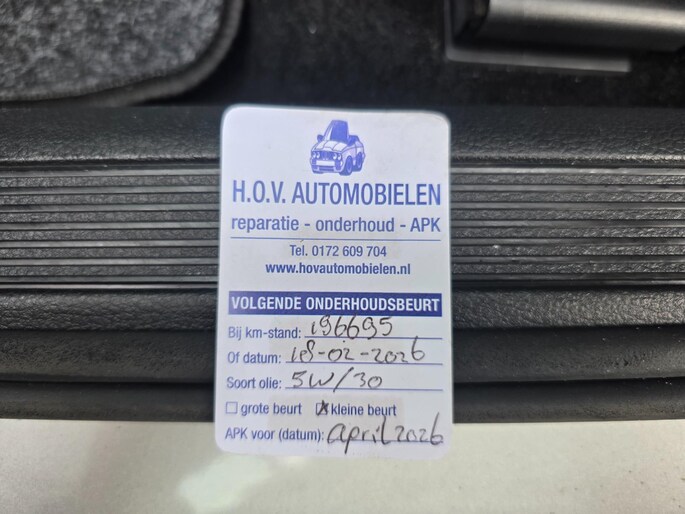 H.O.V. AUTOMOBIELEN
reparatie - onderhoud - APK
Tel. 0172 609 704
www.hovautomobielen.nl
VOLGENDE ONDERHOUDSBEURT
Bij km-stand: 196695
Of datum: 18-02-2026
Soort olie: 5W/30
grote beurt kleine beurt
APK voor (datum): april 2026